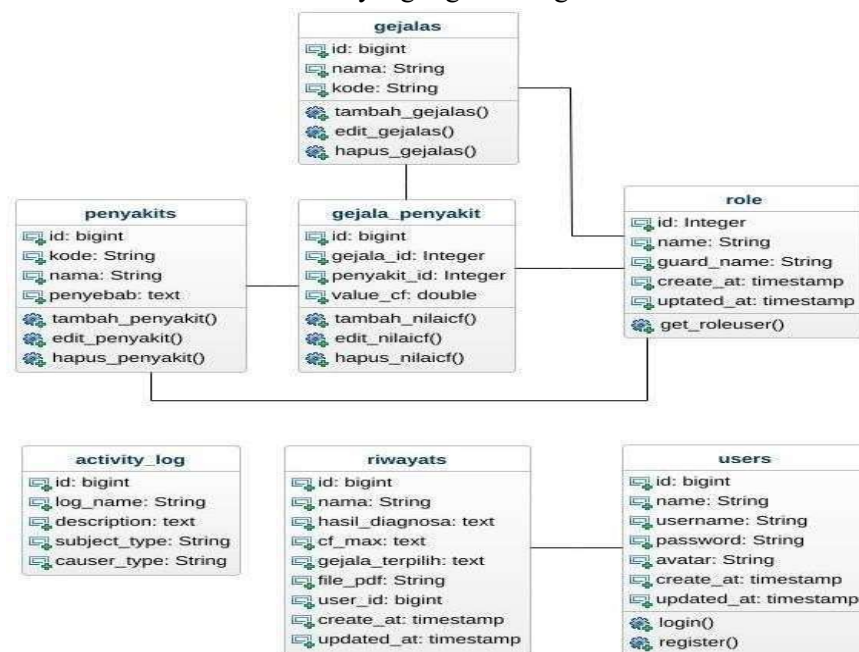 gejalas
id: bigint
nama: String
kode: String
tambah_gejalas()
edit_gejalas()
hapus_gejalas()
penyakits
id: bigint
kode: String
nama: String
penyebab: text
tambah_penyakit()
edit_penyakit()
hapus_penyakit()
gejala_penyakit
id: bigint
gejala_id: Integer
penyakit_id: Integer
value_cf: double
tambah_nilaicf()
edit_nilaicf()
hapus_nilaicf()
role
id: Integer
name: String
guard_name: String
create_at: timestamp
uptated_at: timestamp
get_roleuser()
activity_log
id: bigint
log_name: String
description: text
subject_type: String
causer_type: String
riwayats
id: bigint
nama: String
hasil_diagnosa: text
cf_max: text
gejala_terpilih: text
file_pdf: String
user_id: bigint
create_at: timestamp
updated_at: timestamp
users
id: bigint
name: String
username: String
password: String
avatar: String
create_at: timestamp
updated_at: timestamp
login()
register()